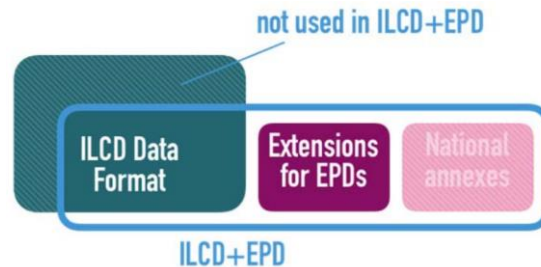 not used in ILCD+EPD
ILCD Data
Format
Extensions
for EPDs
National
annexes
ILCD+EPD